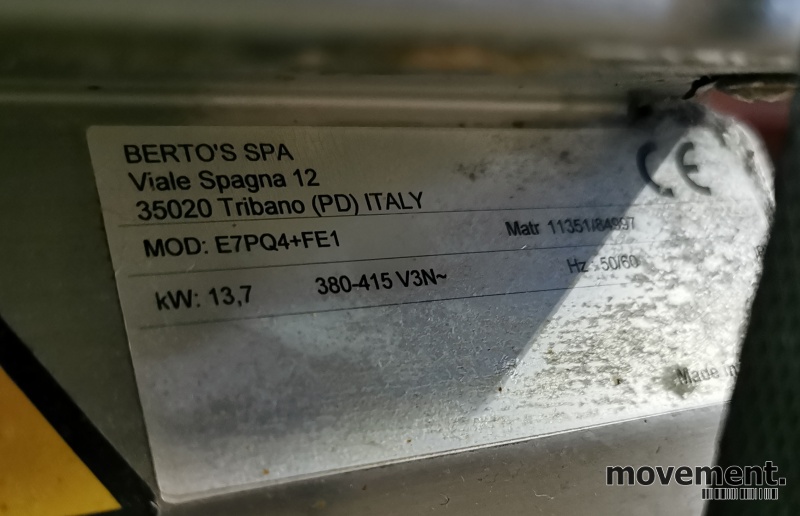 BERTO'S SPA
Viale Spagna 12
35020 Tribano (PD) ITALY
CE
MOD: E7PQ4+FE1 Matr 11351/84997
kW: 13,7 380-415 V3N~ Hz : 50/60
Made in
movement.